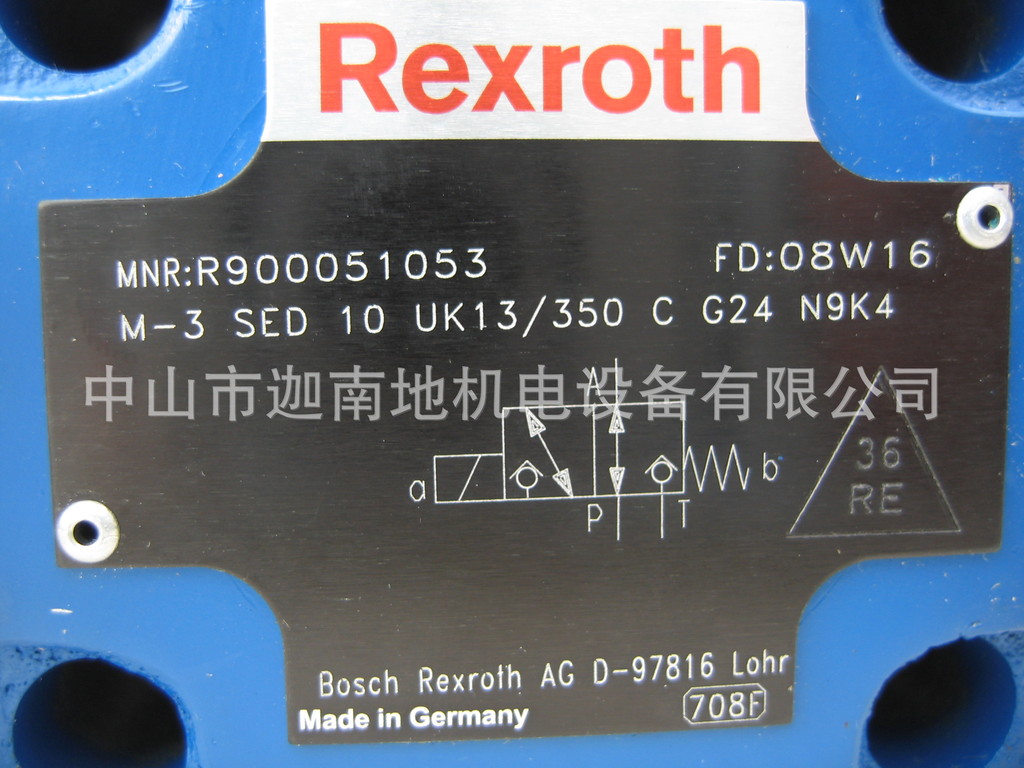 Rexroth
MNR:R900051053
FD:08W16
M-3 SED 10 UK13/350 C G24 N9K4
中山市迦南地机电设备有限公司
A
a
b
P
T
36
RE
Bosch Rexroth AG D-97816 Lohr
Made in Germany
708F